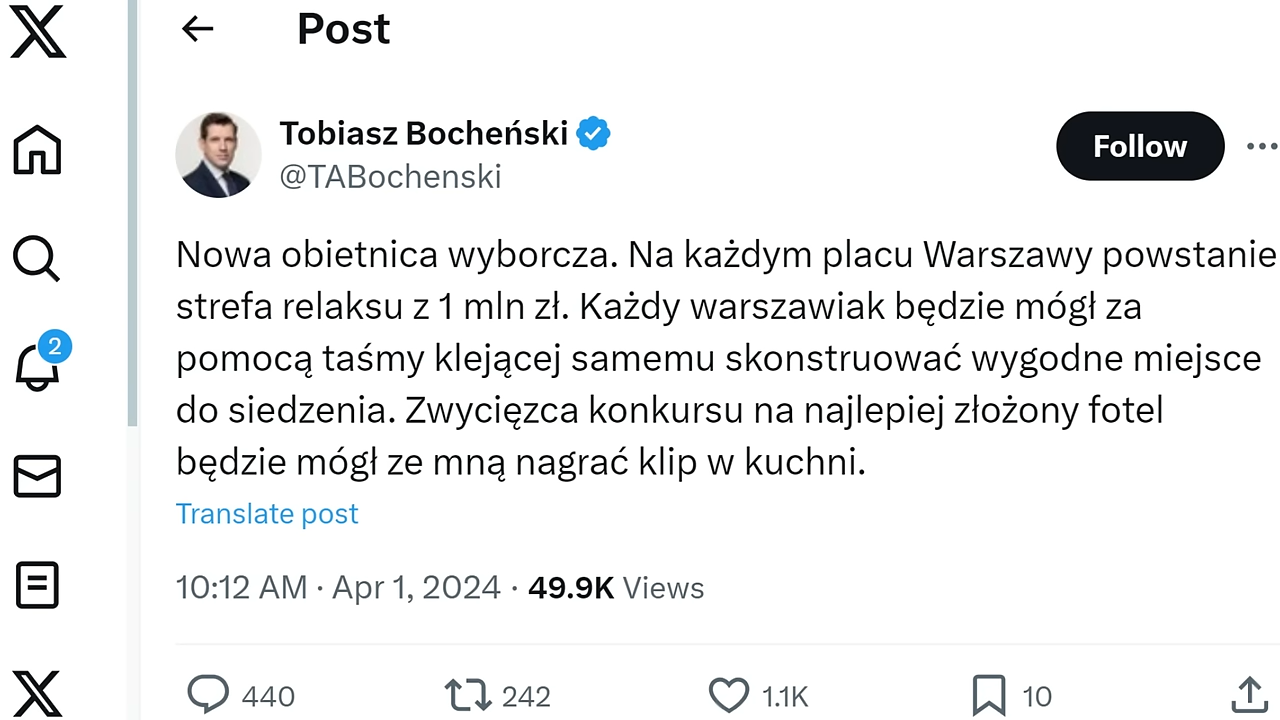 Post
Tobiasz Bocheński
@TABochenski
Follow
Nowa obietnica wyborcza. Na każdym placu Warszawy powstanie
strefa relaksu z 1 mln zł. Każdy warszawiak będzie mógł za
pomocą taśmy klejącej samemu skonstruować wygodne miejsce
do siedzenia. Zwycięzca konkursu na najlepiej złożony fotel
będzie mógł ze mną nagrać klip w kuchni.
Translate post
10:12 AM · Apr 1, 2024 · 49.9K Views
2
440 242 1.1K 10